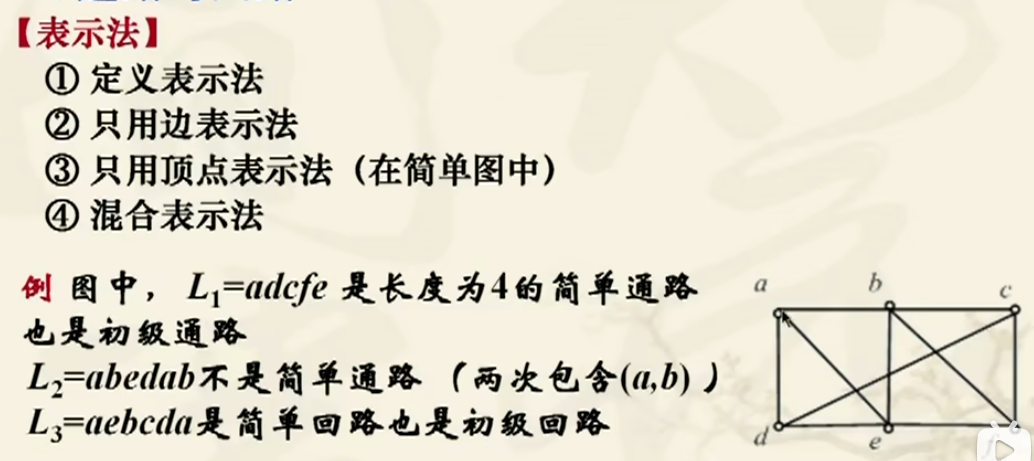 【表示法】
① 定义表示法
② 只用边表示法
③ 只用顶点表示法（在简单图中）
④ 混合表示法
例 图中，L₁=adcfe 是长度为4的简单通路
也是初级通路
L₂=abedab不是简单通路（两次包含(a,b) ）
L₃=aebcda是简单回路也是初级回路
a b c
d e